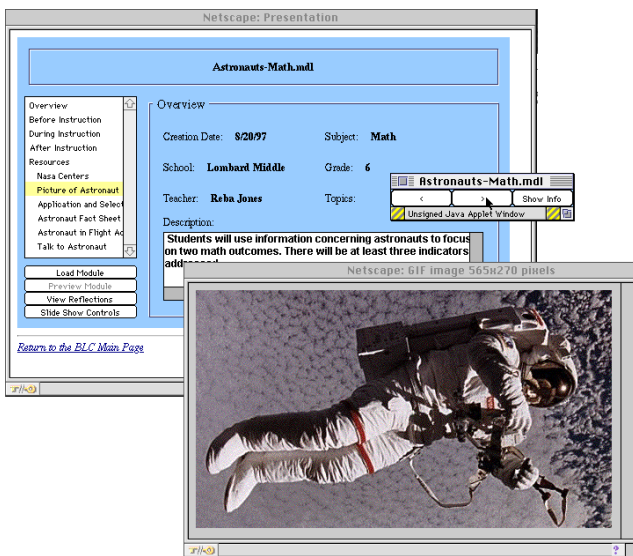 Netscape: Presentation
Astronauts-Math.mdl
Overview
Before Instruction
During Instruction
After Instruction
Resources
Nasa Centers
Picture of Astronaut
Application and Select
Astronaut Fact Sheet
Astronaut in Flight Ac
Talk to Astronaut
Load Module
Preview Module
View Reflections
Slide Show Controls
Overview
Creation Date: 8/20/97 Subject: Math
School: Lombard Middle Grade: 6
Teacher: Reba Jones Topics:
Description:
Students will use information concerning astronauts to focus
on two math outcomes. There will be at least three indicators
Return to the BLC Main Page
Astronauts-Math.mdl
< > Show Info
Unsigned Java Applet Window
Netscape: GIF image 565x270 pixels